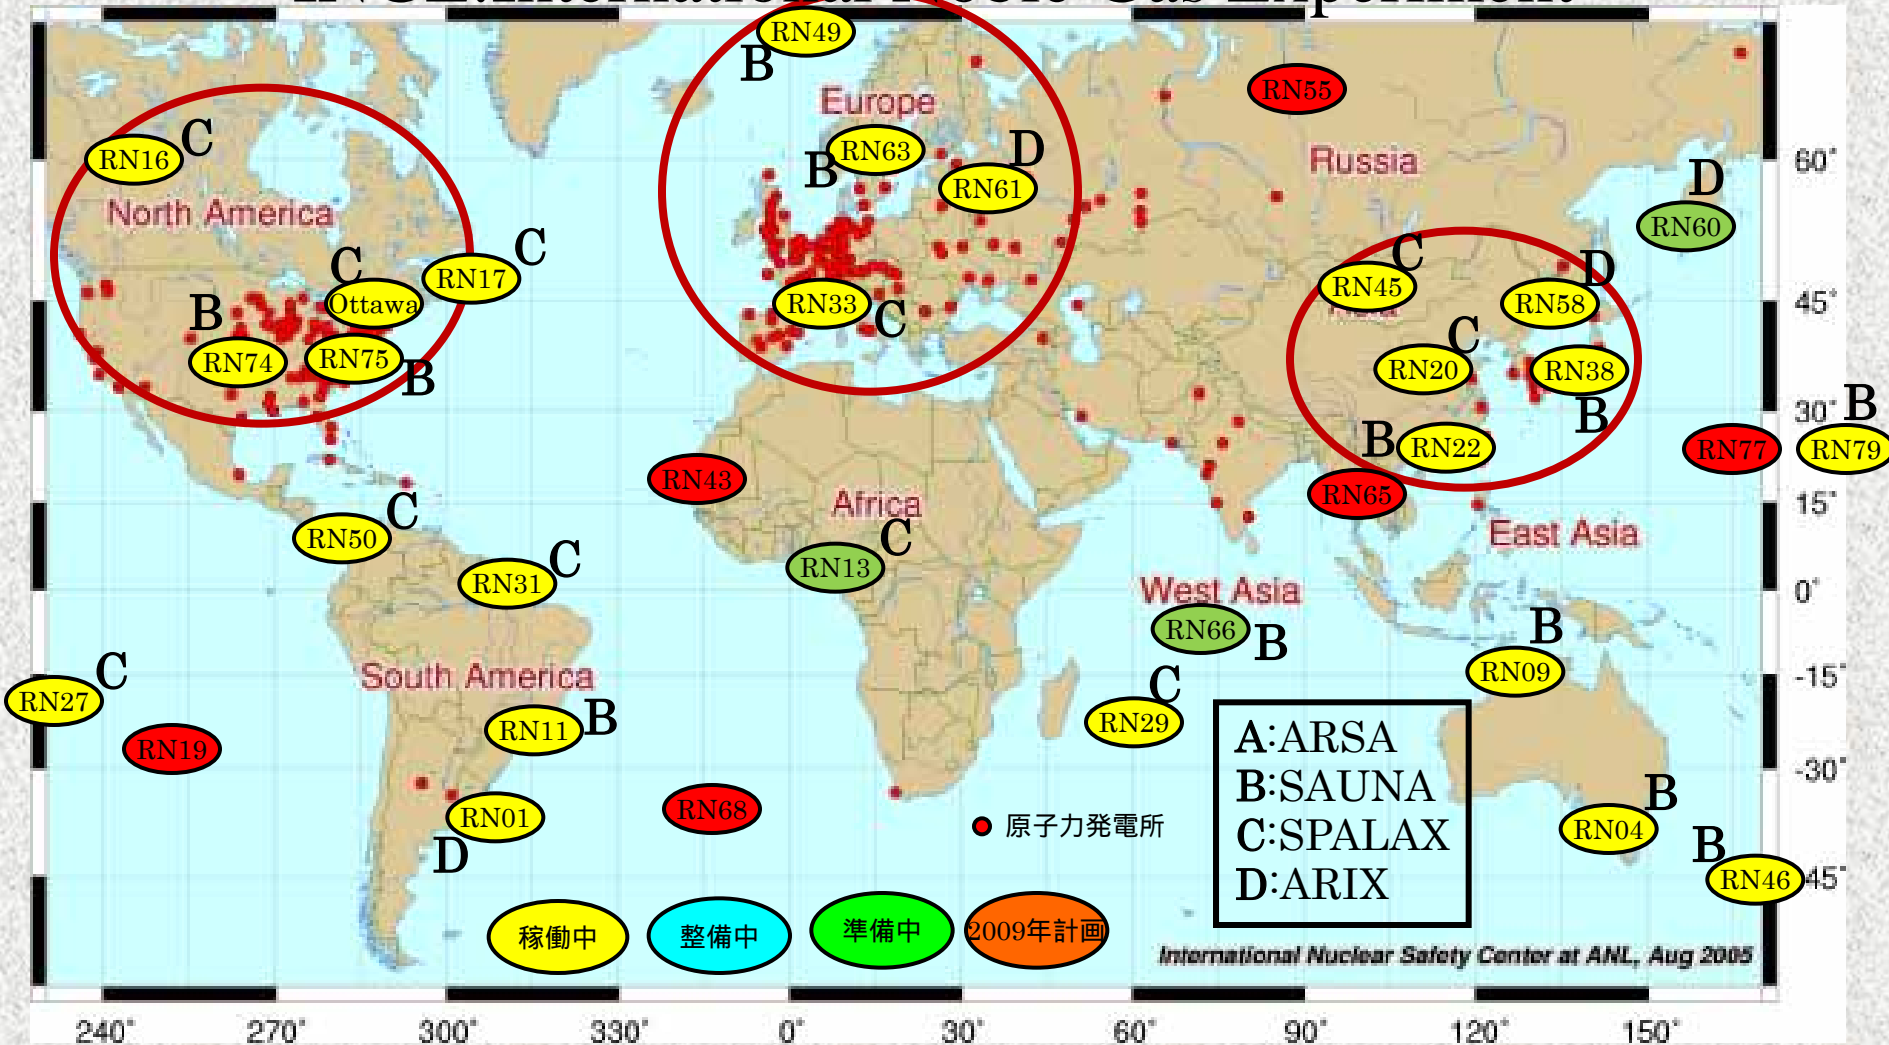 INGE:International Noble Gas Experiment
RN49
B
Europe
RN55
RN16
C
RN63
B
D
RN61
Russia
60°
D
RN60
North America
C
RN17
C
Ottawa
B
RN74
RN75
B
RN33
C
C
RN45
D
RN58
45°
C
RN20
RN38
B
B
RN22
30°
B
RN77
RN79
RN43
RN65
Africa
15°
East Asia
C
RN50
C
RN31
C
RN13
0°
West Asia
RN66
B
B
RN09
South America
-15°
C
RN27
RN19
RN11
B
C
RN29
A:ARSA
B:SAUNA
C:SPALAX
D:ARIX
-30°
RN01
D
RN68
原子力発電所
B
RN04
B
RN46
45°
稼働中
整備中
準備中
2009年計画
International Nuclear Safety Center at ANL, Aug 2005
240° 270° 300° 330° 0° 30° 60° 90° 120° 150°